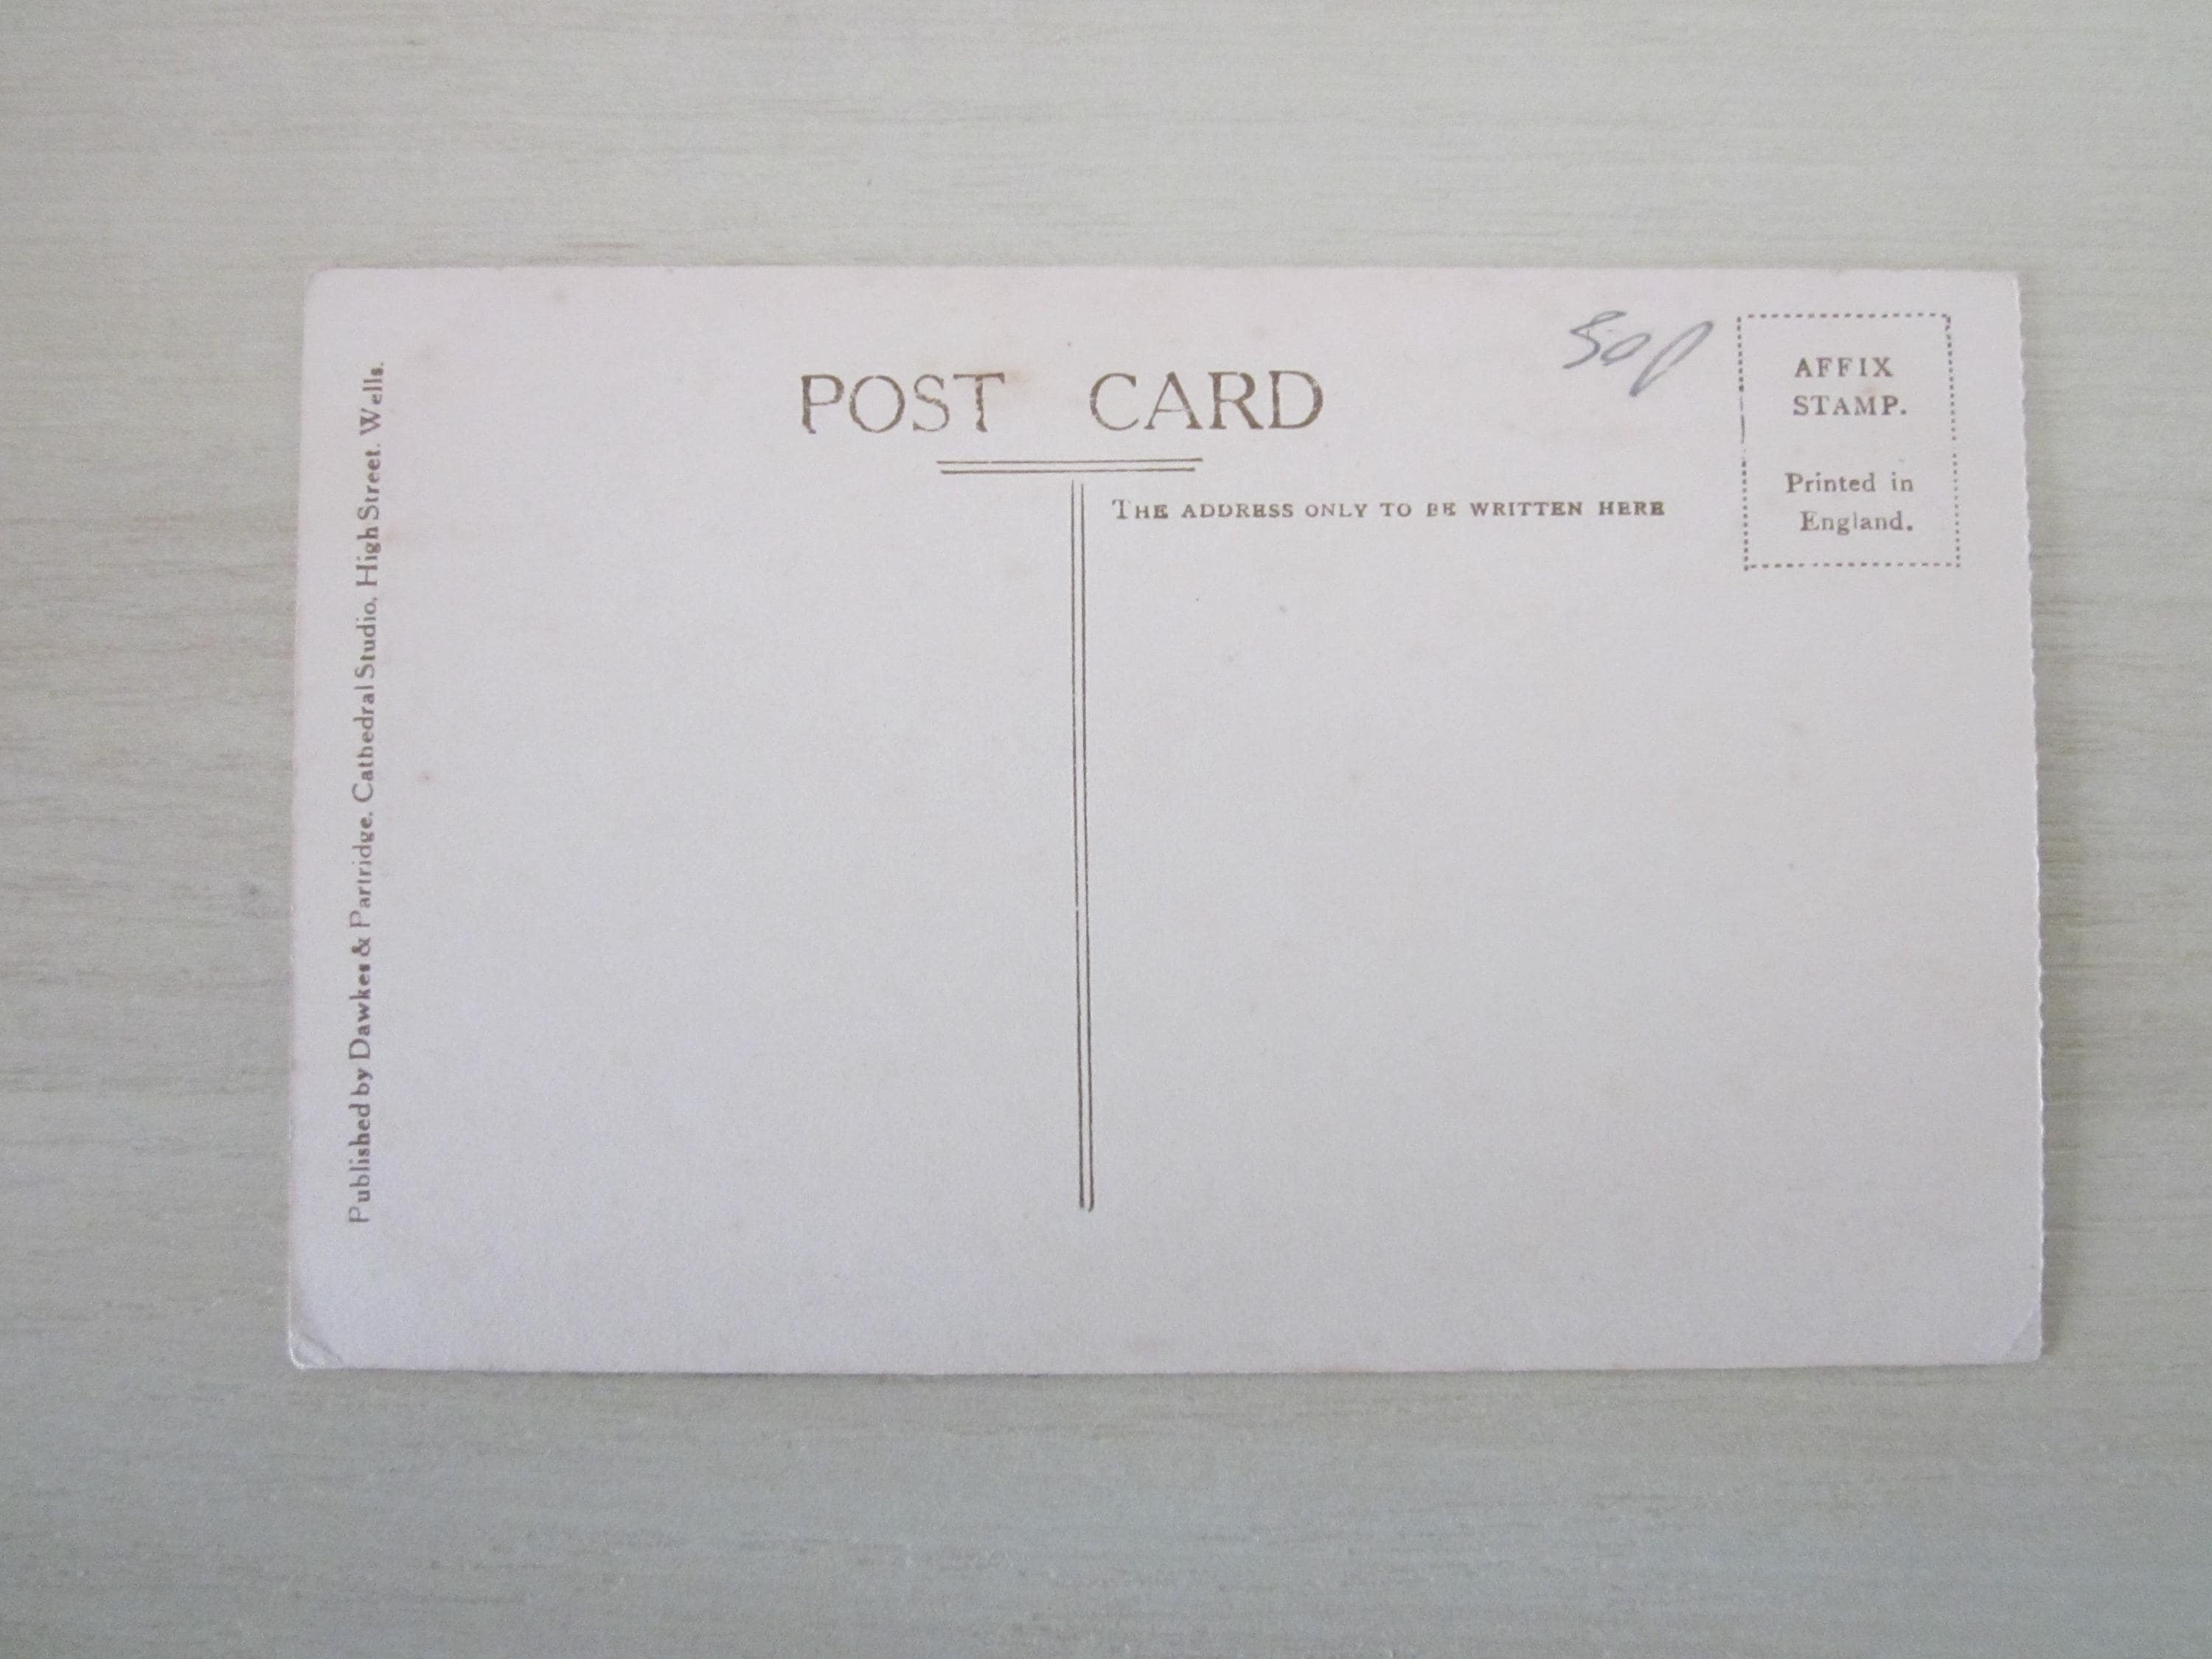 POST CARD
50p
AFFIX
STAMP.
Printed in
England.
THE ADDRESS ONLY TO BE WRITTEN HERE
Published by Dawkes & Partridge, Cathedral Studio, High Street, Wells.